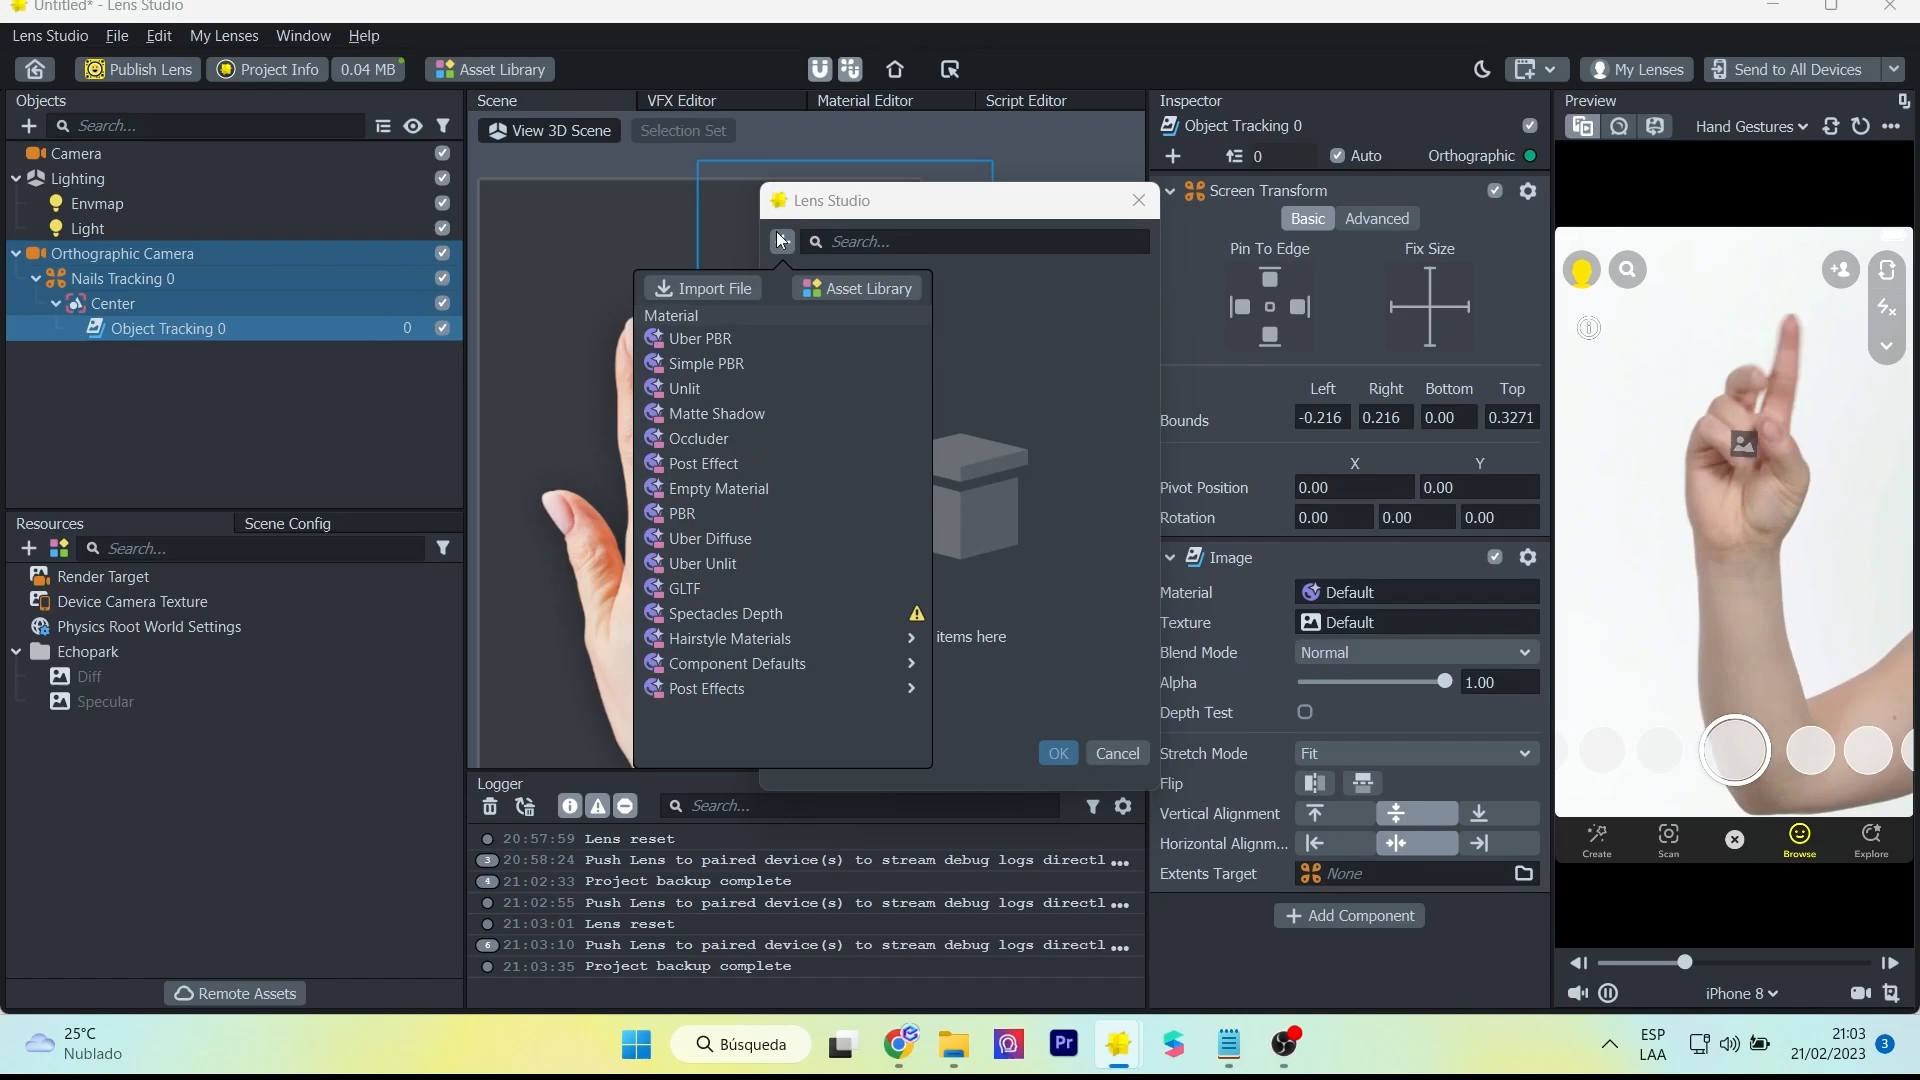 Untitled* - Lens Studio
Lens Studio File Edit My Lenses Window Help
Publish Lens Project Info 0.04 MB Asset Library My Lenses Send to All Devices
Objects
Search...
Camera
Lighting
Envmap
Light
Orthographic Camera
Nails Tracking 0
Center
Object Tracking 0 0
Resources Scene Config
Search...
Render Target
Device Camera Texture
Physics Root World Settings
Echopark
Diff
Specular
Remote Assets
Scene VFX Editor Material Editor Script Editor
View 3D Scene Selection Set
Lens Studio
Search...
Import File Asset Library
Material
Uber PBR
Simple PBR
Unlit
Matte Shadow
Occluder
Post Effect
Empty Material
PBR
Uber Diffuse
Uber Unlit
GLTF
Spectacles Depth
Hairstyle Materials
Component Defaults
Post Effects
items here
OK Cancel
Logger
Search...
20:57:59 Lens reset
3 20:58:24 Push Lens to paired device(s) to stream debug logs directl...
4 21:02:33 Project backup complete
21:02:55 Push Lens to paired device(s) to stream debug logs directl...
21:03:01 Lens reset
6 21:03:10 Push Lens to paired device(s) to stream debug logs directl...
21:03:35 Project backup complete
Inspector
Object Tracking 0
0 Auto Orthographic
Screen Transform
Basic Advanced
Pin To Edge Fix Size
Left Right Bottom Top
Bounds -0.216 0.216 0.00 0.3271
X Y
Pivot Position 0.00 0.00
Rotation 0.00 0.00 0.00
Image
Material Default
Texture Default
Blend Mode Normal
Alpha 1.00
Depth Test
Stretch Mode Fit
Flip
Vertical Alignment
Horizontal Alignm...
Extents Target None
Add Component
Preview
Hand Gestures
Create Scan Browse Explore
iPhone 8
25°C
Nublado
Búsqueda
Pr
ESP
LAA
21:03
21/02/2023
3